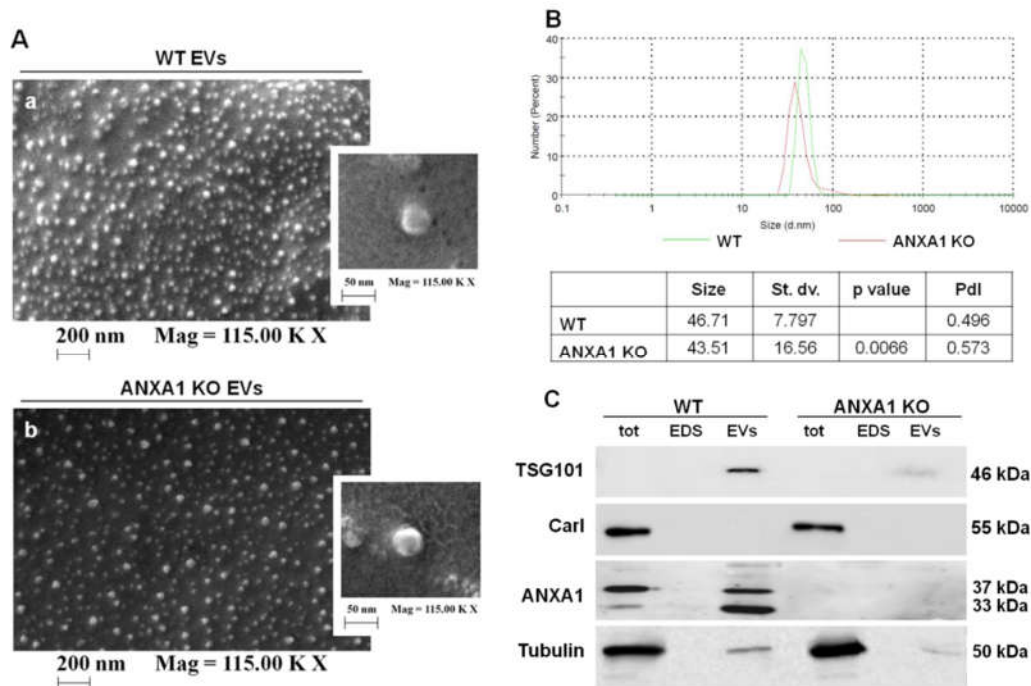 A
WT EVs
a
50 nm Mag = 115.00 K X
200 nm Mag = 115.00 K X
ANXA1 KO EVs
b
50 nm Mag = 115.00 K X
200 nm Mag = 115.00 K X
B
Number (Percent)
40
30
20
10
0
0.1 1 10 100 1000 10000
Size (d.nm)
WT ANXA1 KO
Size St. dv. p value PdI
WT 46.71 7.797 0.496
ANXA1 KO 43.51 16.56 0.0066 0.573
C
WT ANXA1 KO
tot EDS EVs tot EDS EVs
TSG101 46 kDa
Carl 55 kDa
ANXA1 37 kDa
33 kDa
Tubulin 50 kDa